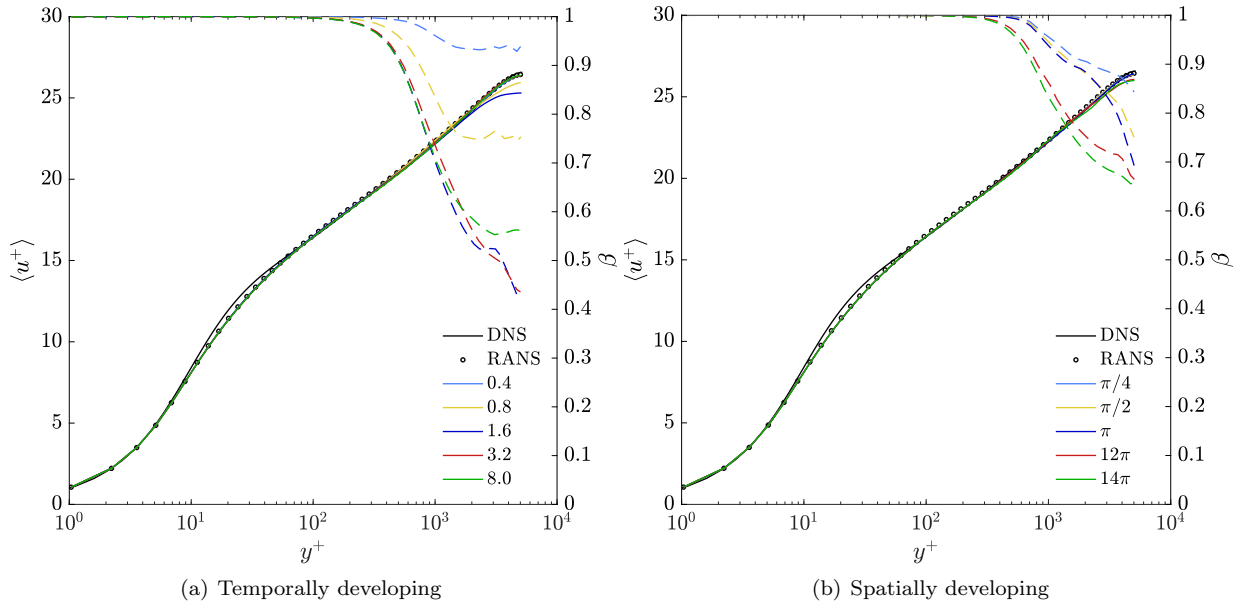 30
25
20
15
10
5
0
⟨u⁺⟩
1
0.9
0.8
0.7
0.6
0.5
0.4
0.3
0.2
0.1
0
β
10⁰ 10¹ 10² 10³ 10⁴
y⁺
DNS
RANS
0.4
0.8
1.6
3.2
8.0
(a) Temporally developing
30
25
20
15
10
5
0
⟨u⁺⟩
1
0.9
0.8
0.7
0.6
0.5
0.4
0.3
0.2
0.1
0
β
10⁰ 10¹ 10² 10³ 10⁴
y⁺
DNS
RANS
π/4
π/2
π
12π
14π
(b) Spatially developing